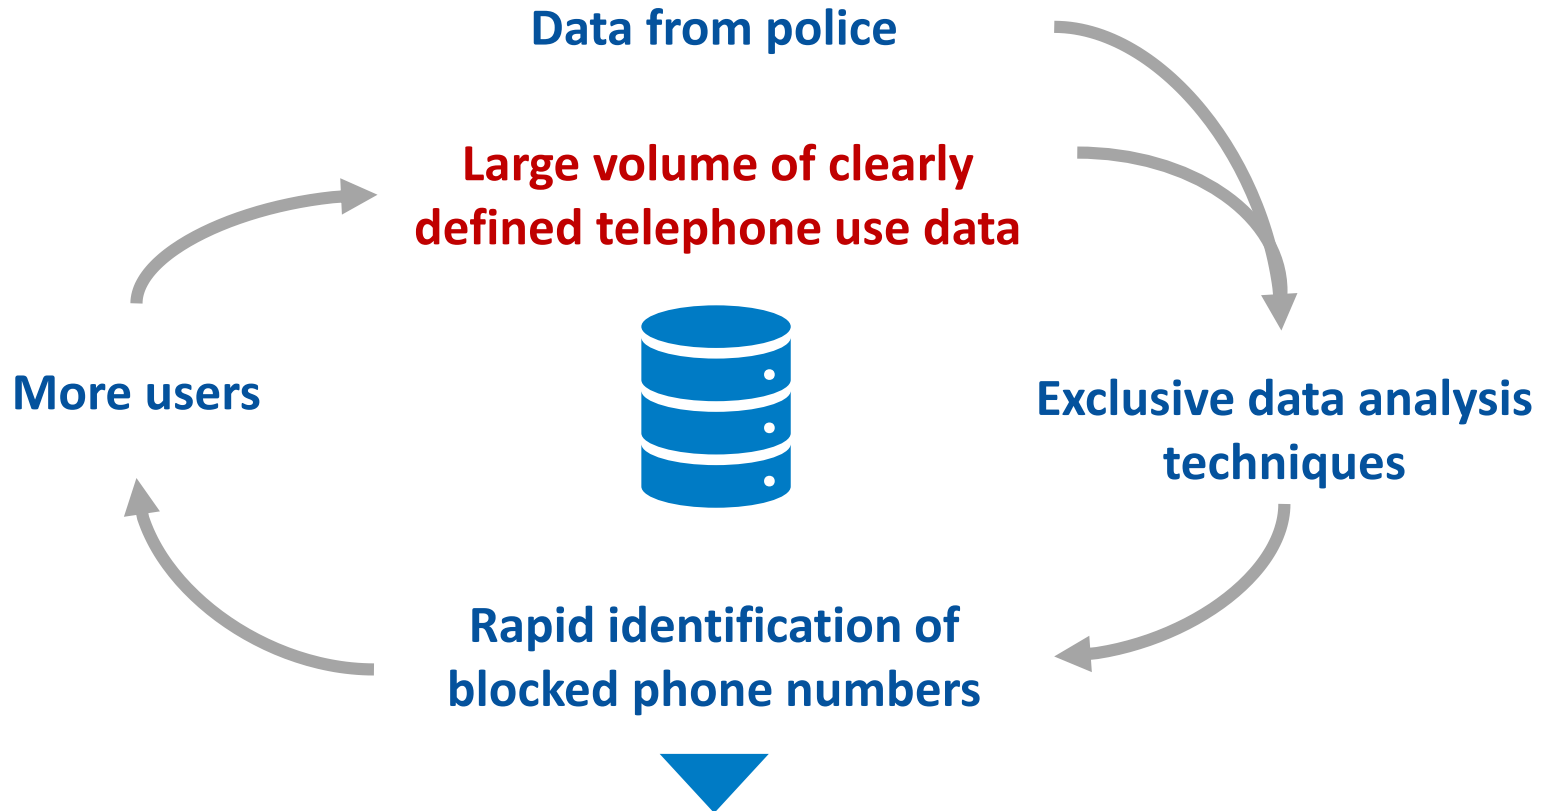 Data from police
Large volume of clearly
defined telephone use data
More users
Exclusive data analysis
techniques
Rapid identification of
blocked phone numbers